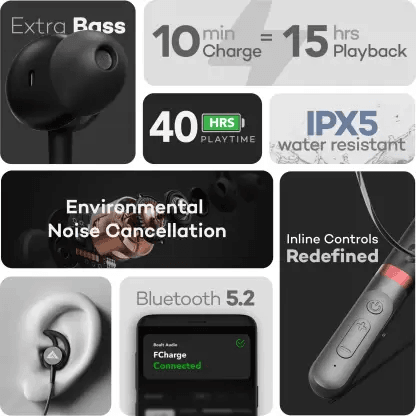 Extra Bass
10 min Charge = 15 hrs Playback
40 HRS PLAYTIME
IPX5
water resistant
Environmental
Noise Cancellation
Inline Controls
Redefined
Bluetooth 5.2
Boult Audio
FCharge
Connected